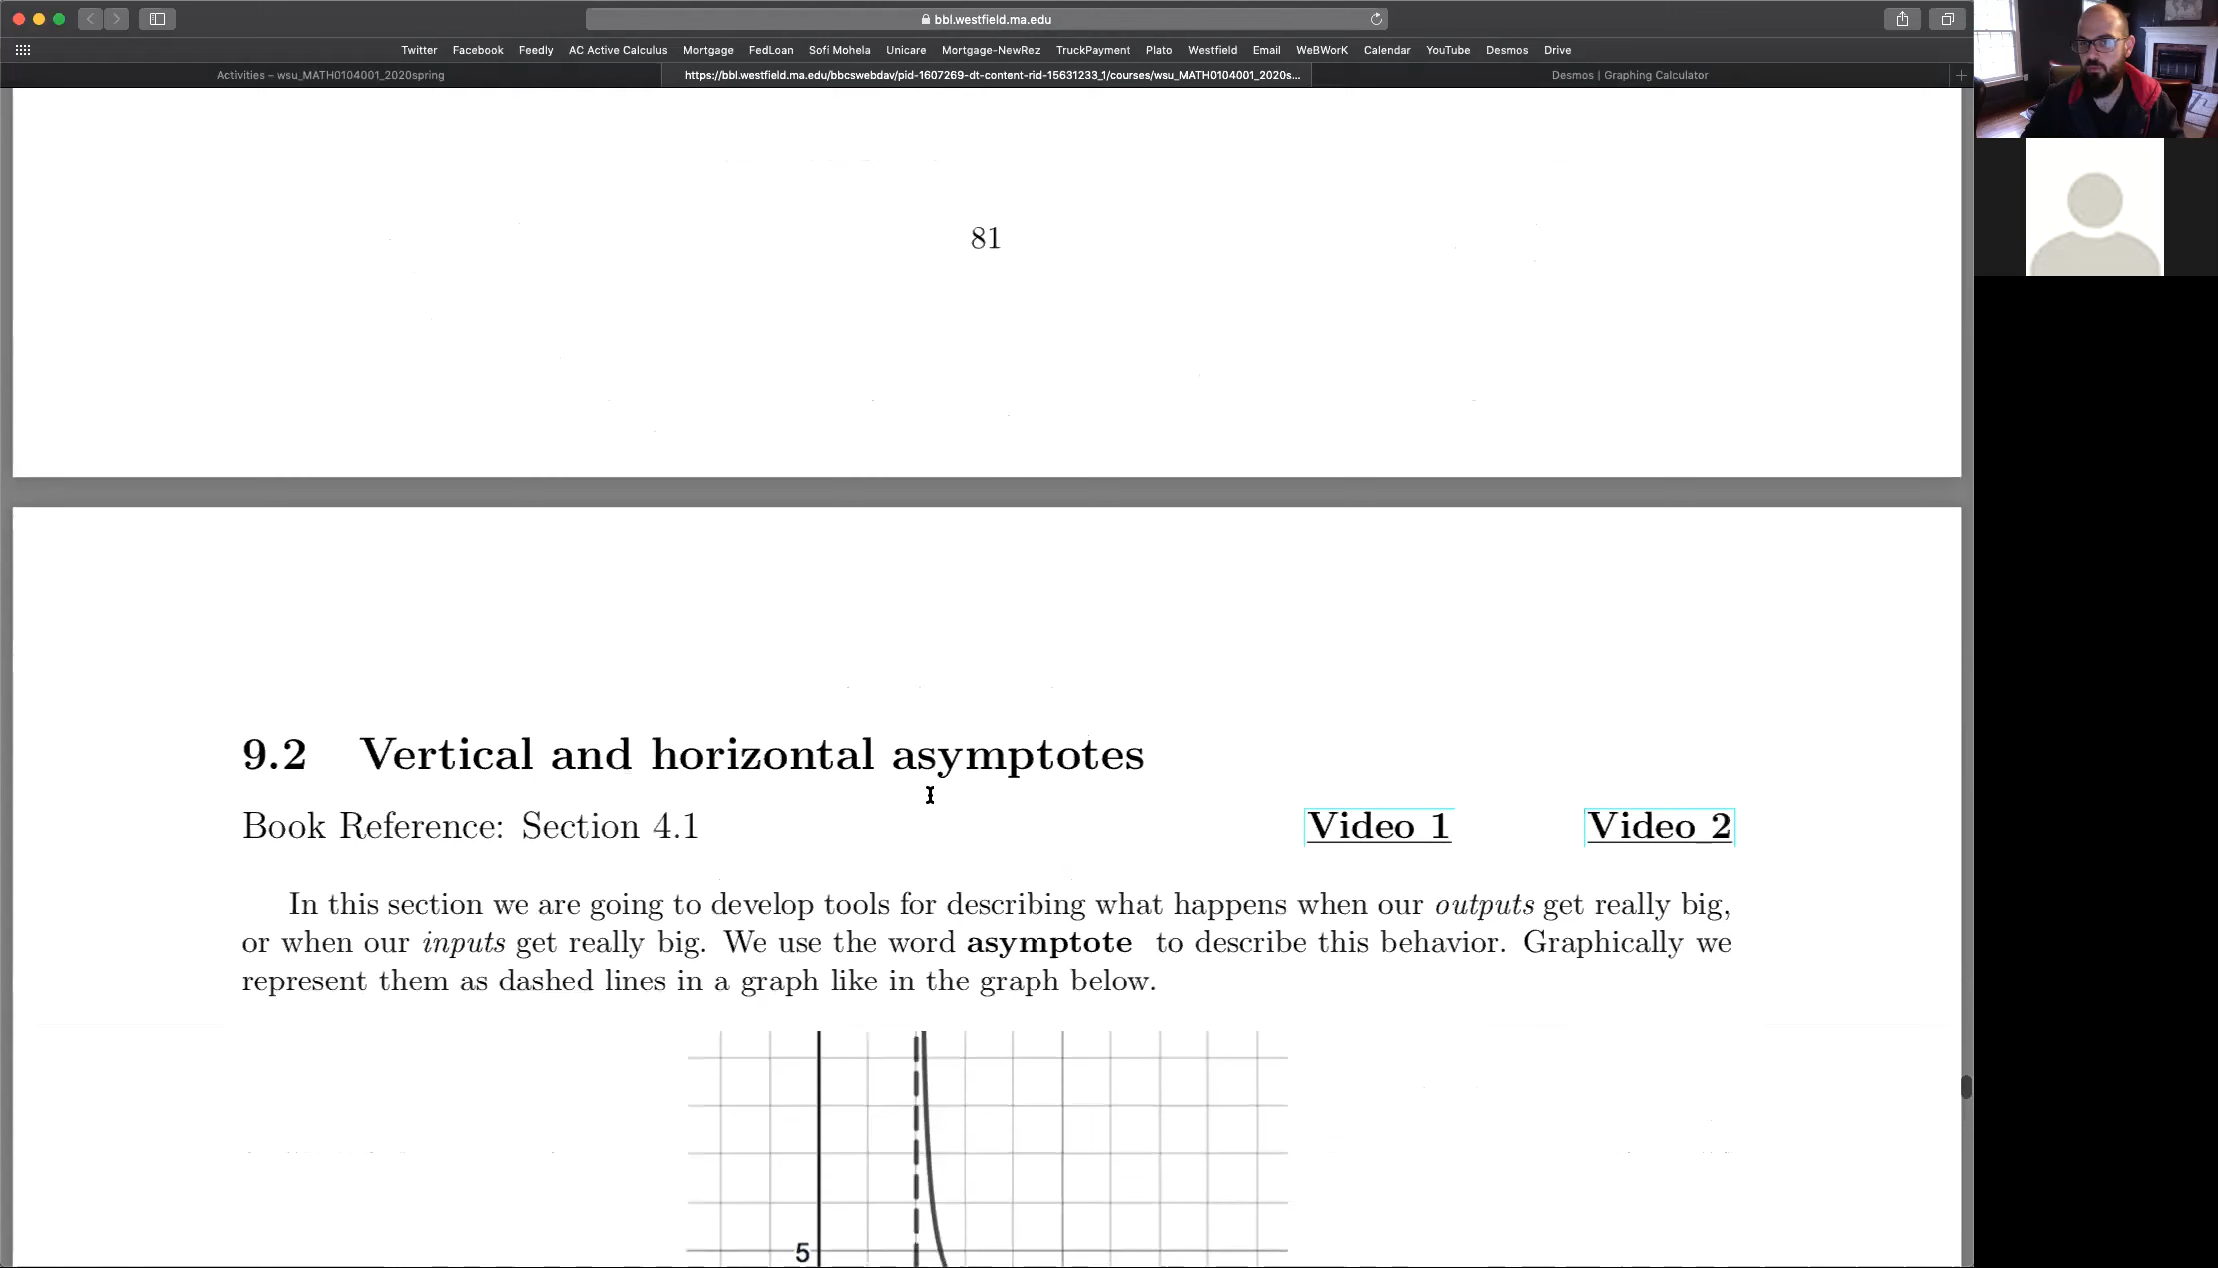 bbl.westfield.ma.edu
Twitter Facebook Feedly AC Active Calculus Mortgage FedLoan Sofi Mohela Unicare Mortgage-NewRez TruckPayment Plato Westfield Email WeBWorK Calendar YouTube Desmos Drive
Activities – wsu_MATH0104001_2020spring
https://bbl.westfield.ma.edu/bbcswebdav/pid-1607269-dt-content-rid-15631233_1/courses/wsu_MATH0104001_2020s...
Desmos | Graphing Calculator
81
9.2 Vertical and horizontal asymptotes
Book Reference: Section 4.1 Video 1 Video 2
In this section we are going to develop tools for describing what happens when our outputs get really big,
or when our inputs get really big. We use the word asymptote to describe this behavior. Graphically we
represent them as dashed lines in a graph like in the graph below.
5